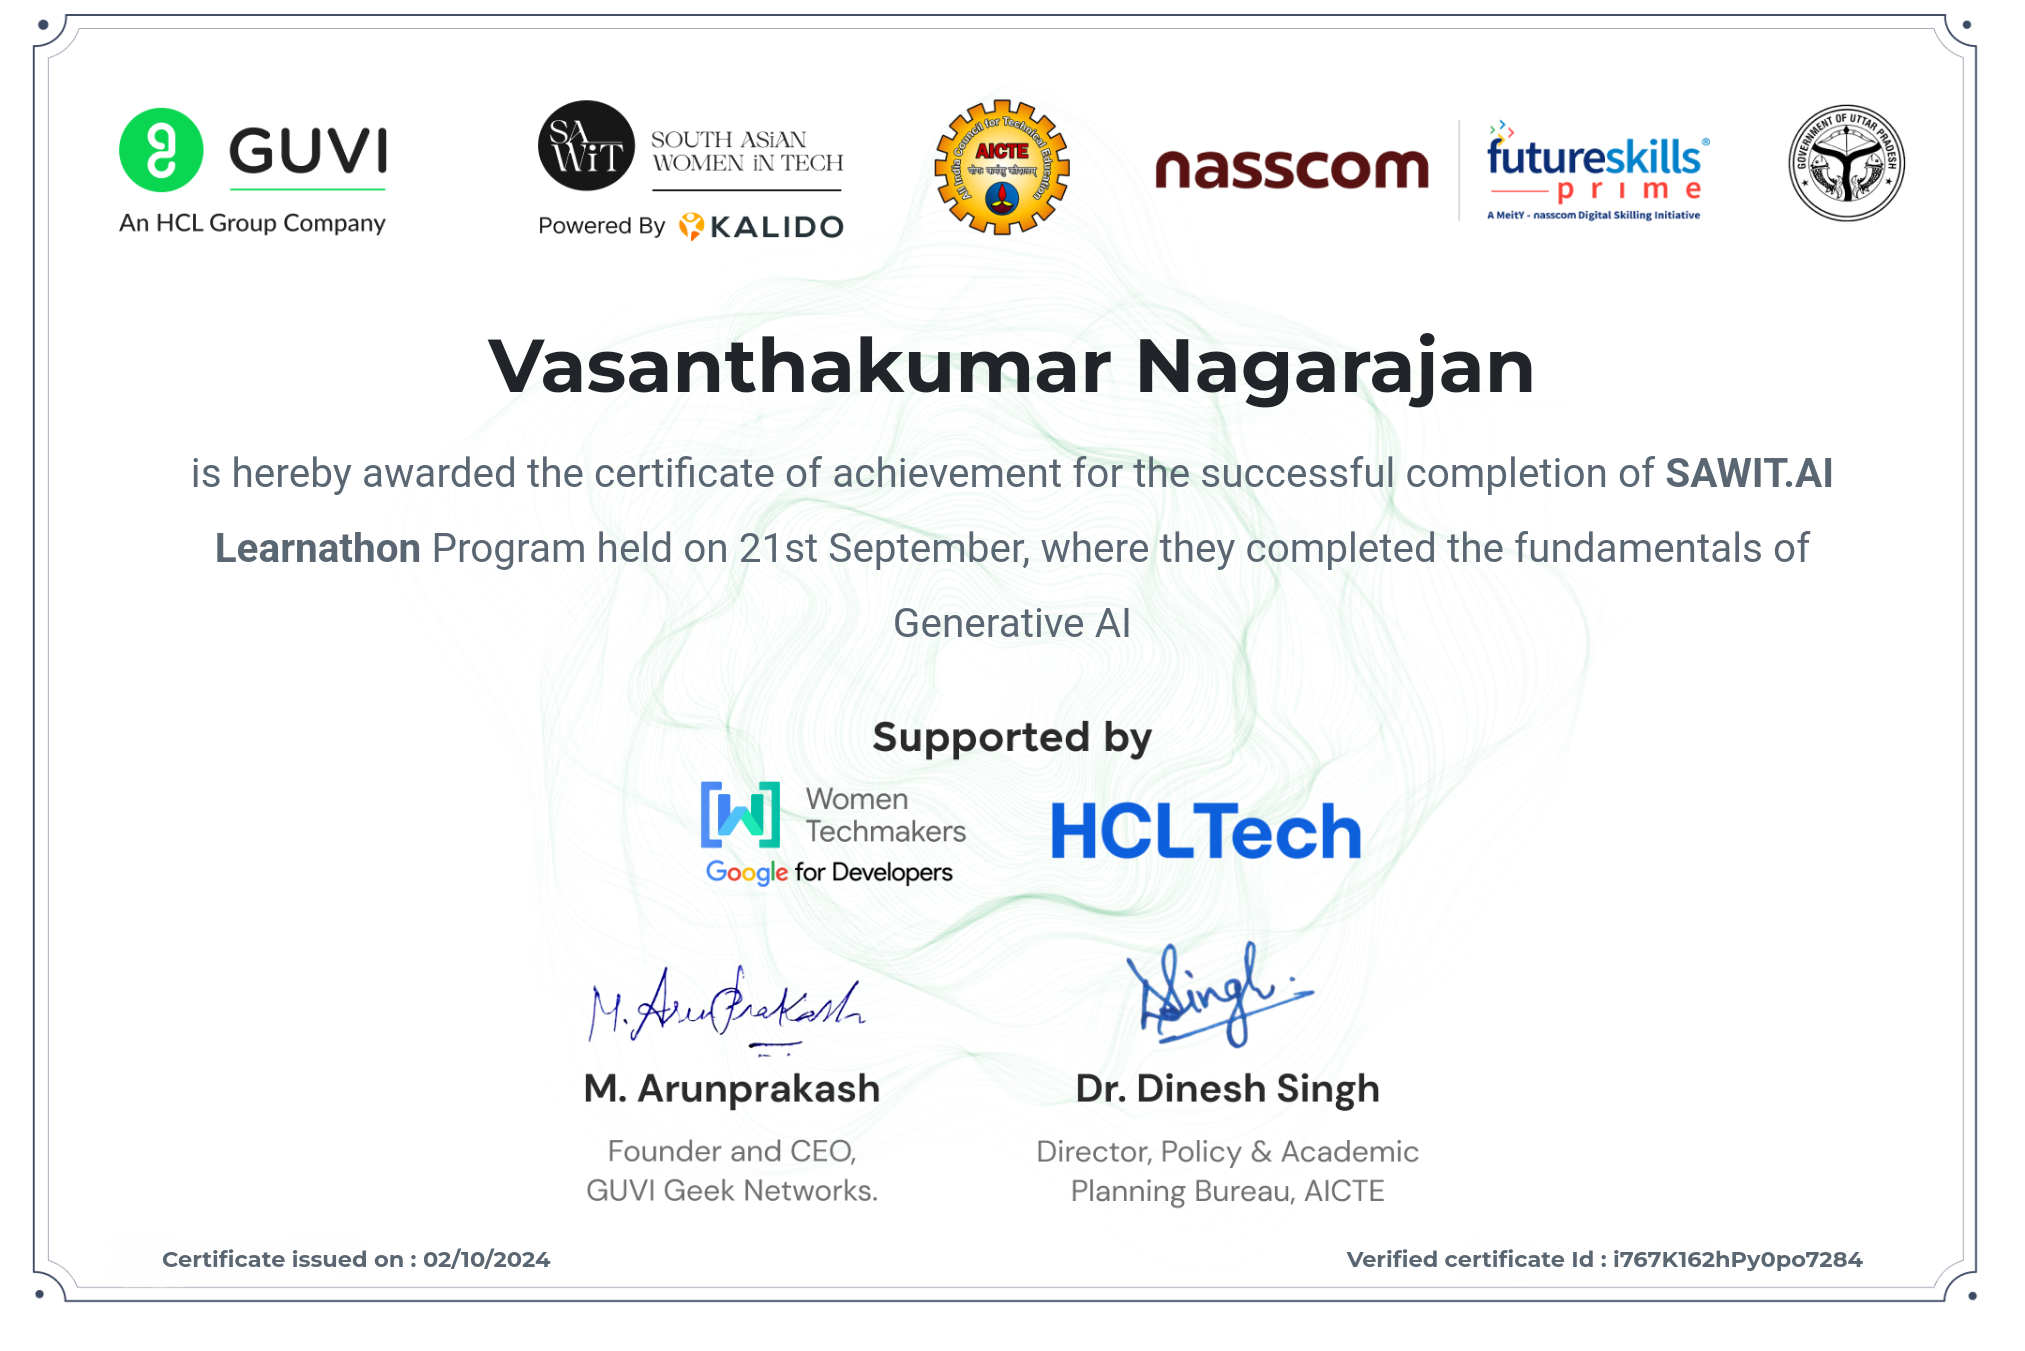 GUVI
An HCL Group Company
SAWiT
SOUTH ASiAN
WOMEN iN TECH
Powered By KALIDO
All India Council for Technical Education
AICTE
nasscom
futureskills®
prime
A MeitY - nasscom Digital Skilling Initiative
GOVERNMENT OF UTTAR PRADESH
Vasanthakumar Nagarajan
is hereby awarded the certificate of achievement for the successful completion of SAWIT.AI
Learnathon Program held on 21st September, where they completed the fundamentals of
Generative AI
Supported by
Women
Techmakers
Google for Developers
HCLTech
M. ArunPrakash
Singh
M. Arunprakash
Dr. Dinesh Singh
Founder and CEO,
GUVI Geek Networks.
Director, Policy & Academic
Planning Bureau, AICTE
Certificate issued on : 02/10/2024
Verified certificate Id : i767K162hPy0po7284